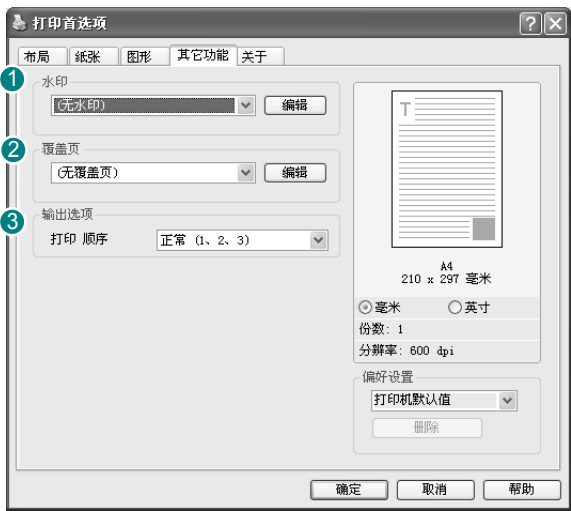 打印首选项
布局 纸张 图形 其它功能 关于
1 水印
(无水印) 编辑
2 覆盖页
(无覆盖页) 编辑
3 输出选项
打印 顺序 正常 (1、2、3)
T
A4
210 x 297 毫米
毫米 英寸
份数: 1
分辨率: 600 dpi
偏好设置
打印机默认值
删除
确定 取消 帮助